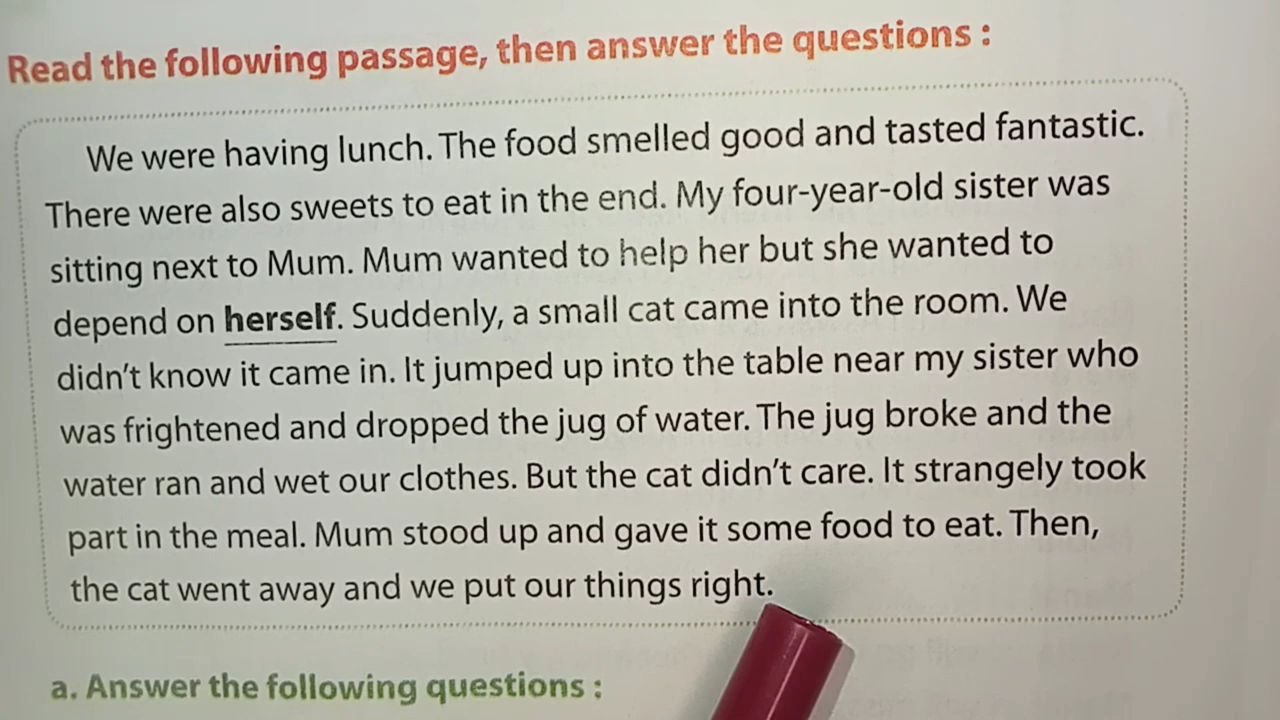 Read the following passage, then answer the questions :
We were having lunch. The food smelled good and tasted fantastic.
There were also sweets to eat in the end. My four-year-old sister was
sitting next to Mum. Mum wanted to help her but she wanted to
depend on herself. Suddenly, a small cat came into the room. We
didn't know it came in. It jumped up into the table near my sister who
was frightened and dropped the jug of water. The jug broke and the
water ran and wet our clothes. But the cat didn't care. It strangely took
part in the meal. Mum stood up and gave it some food to eat. Then,
the cat went away and we put our things right.
a. Answer the following questions :